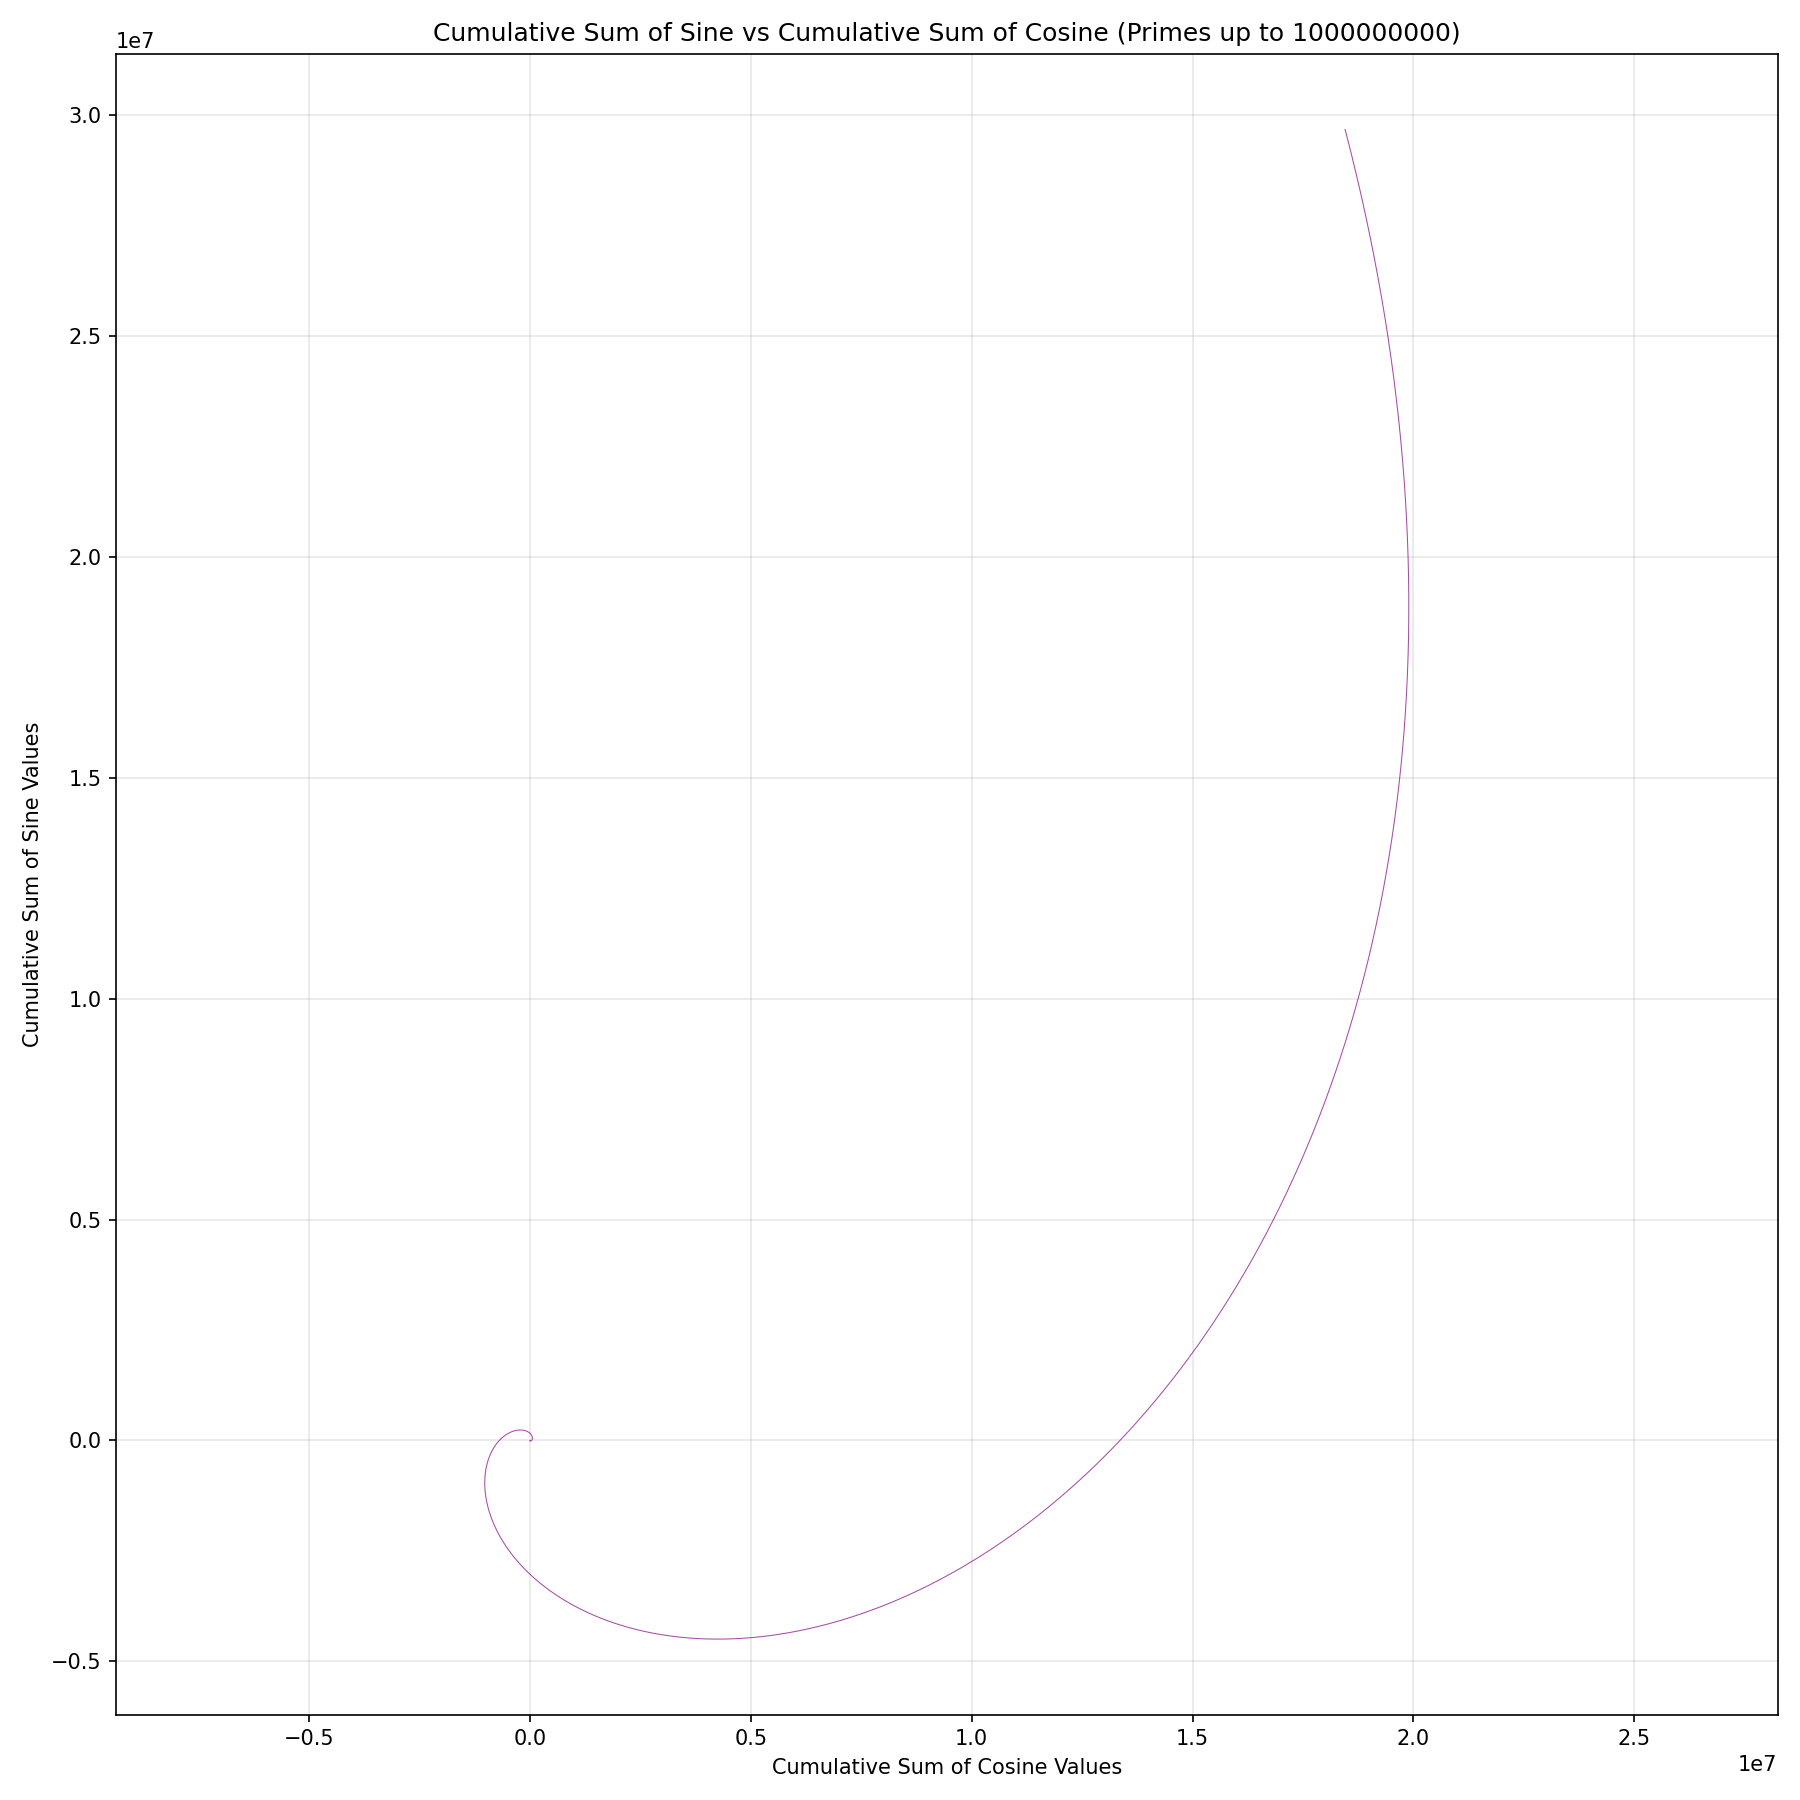 Cumulative Sum of Sine vs Cumulative Sum of Cosine (Primes up to 1000000000)
1e7
3.0
2.5
2.0
1.5
1.0
0.5
0.0
−0.5
Cumulative Sum of Sine Values
−0.5 0.0 0.5 1.0 1.5 2.0 2.5
1e7
Cumulative Sum of Cosine Values